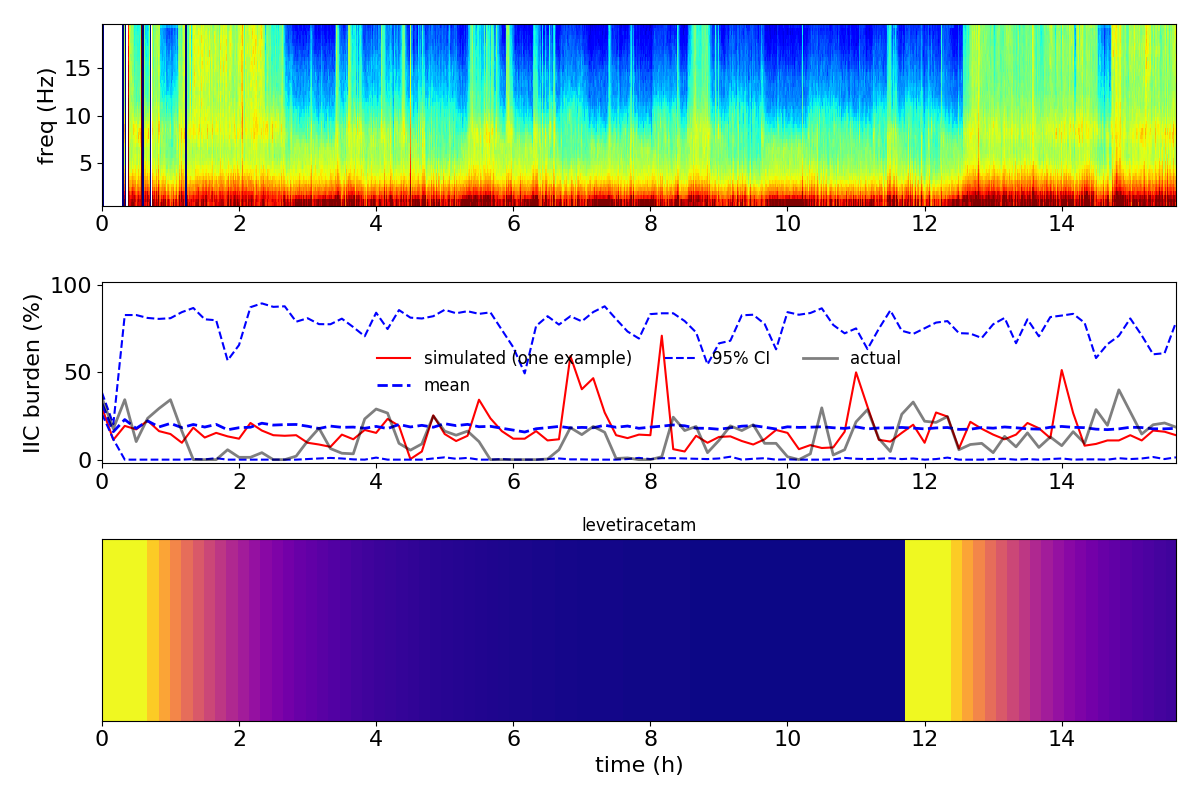 freq (Hz)
15
10
5
0 2 4 6 8 10 12 14
IIC burden (%)
100
50
0
simulated (one example) 95% CI actual
mean
0 2 4 6 8 10 12 14
levetiracetam
0 2 4 6 8 10 12 14
time (h)